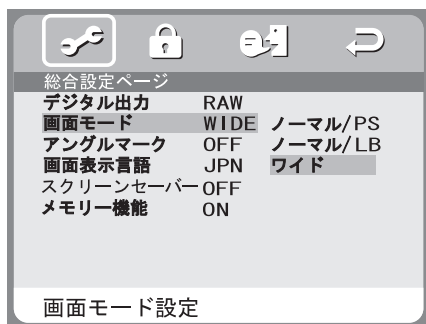 総合設定ページ
デジタル出力 RAW
画面モード WIDE ノーマル/PS
アングルマーク OFF ノーマル/LB
画面表示言語 JPN ワイド
スクリーンセーバー OFF
メモリー機能 ON
画面モード設定